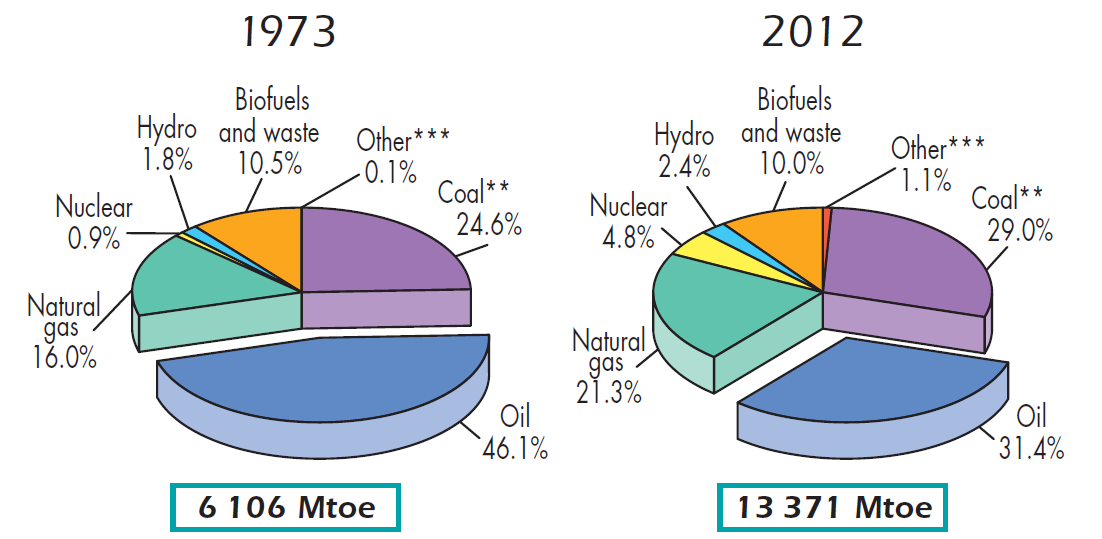 1973
Biofuels
and waste
10.5%
Hydro
1.8%
Other***
0.1%
Coal**
24.6%
Nuclear
0.9%
Natural
gas
16.0%
Oil
46.1%
6 106 Mtoe
2012
Biofuels
and waste
10.0%
Hydro
2.4%
Other***
1.1%
Coal**
29.0%
Nuclear
4.8%
Natural
gas
21.3%
Oil
31.4%
13 371 Mtoe